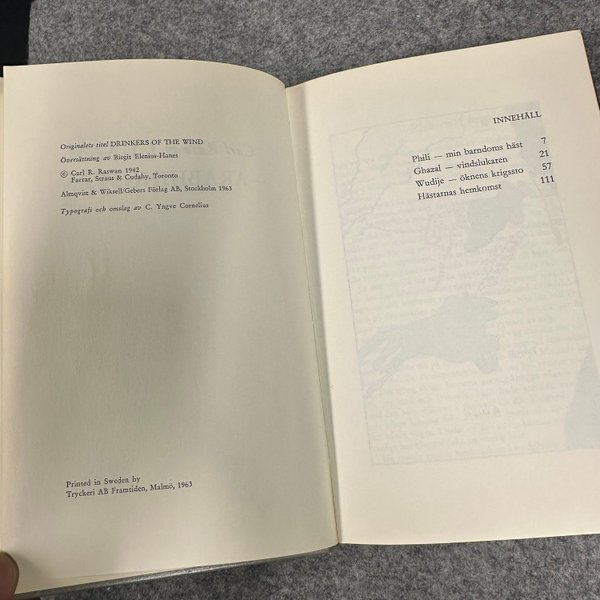 Originalets titel DRINKERS OF THE WIND
Översättning av Birgit Elenius-Hanes
© Carl R. Raswan 1942
Farrar, Straus & Cudahy, Toronto
Almqvist & Wiksell/Gebers Förlag AB, Stockholm 1963
Typografi och omslag av C. Yngve Cornelius
Printed in Sweden by
Tryckeri AB Framtiden, Malmö, 1963
INNEHÅLL
Phili — min barndoms häst 7
Ghazal — vindslukaren 21
Wudije — öknens krigssto 57
Hästarnas hemkomst 111